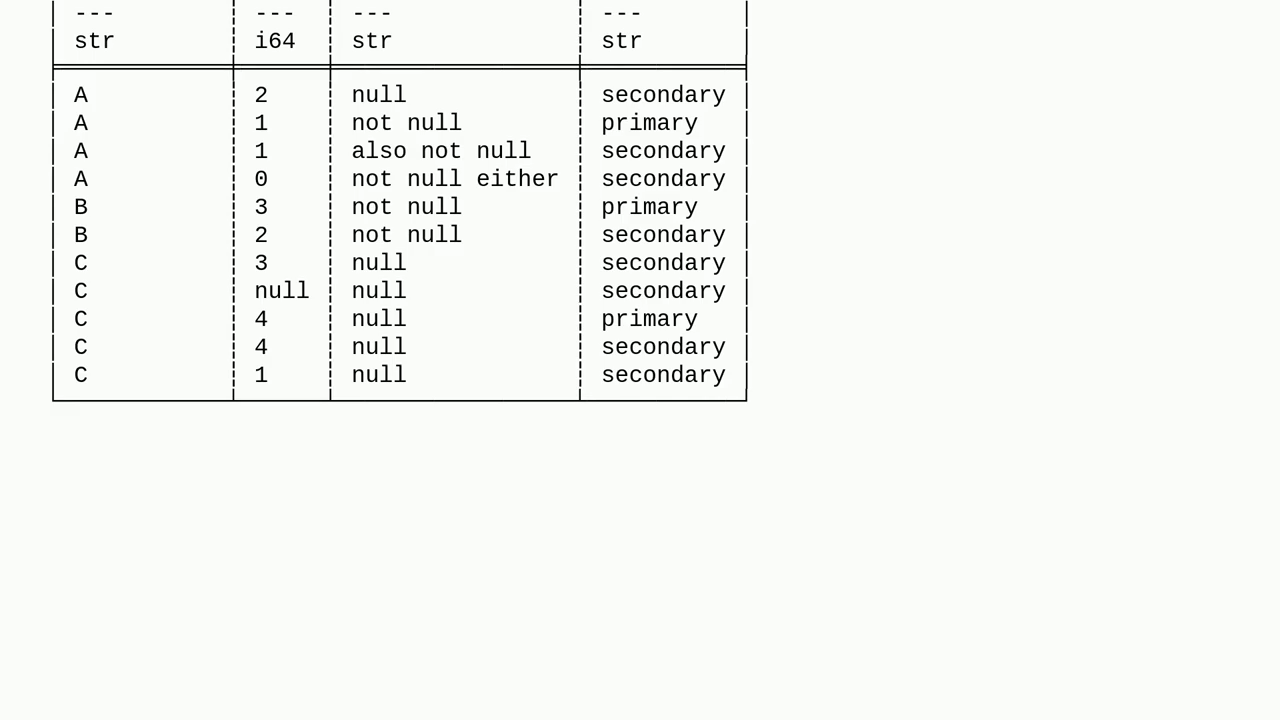 --- --- --- ---
str i64 str str
A 2 null secondary
A 1 not null primary
A 1 also not null secondary
A 0 not null either secondary
B 3 not null primary
B 2 not null secondary
C 3 null secondary
C null null secondary
C 4 null primary
C 4 null secondary
C 1 null secondary